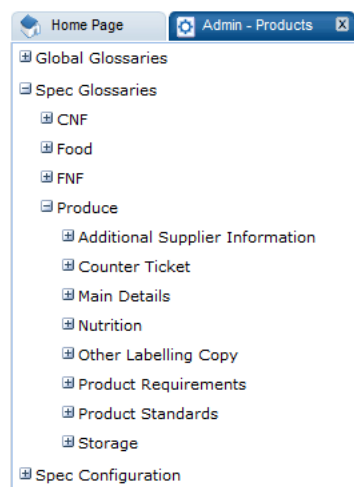 Home Page
Admin - Products
Global Glossaries
Spec Glossaries
CNF
Food
FNF
Produce
Additional Supplier Information
Counter Ticket
Main Details
Nutrition
Other Labelling Copy
Product Requirements
Product Standards
Storage
Spec Configuration